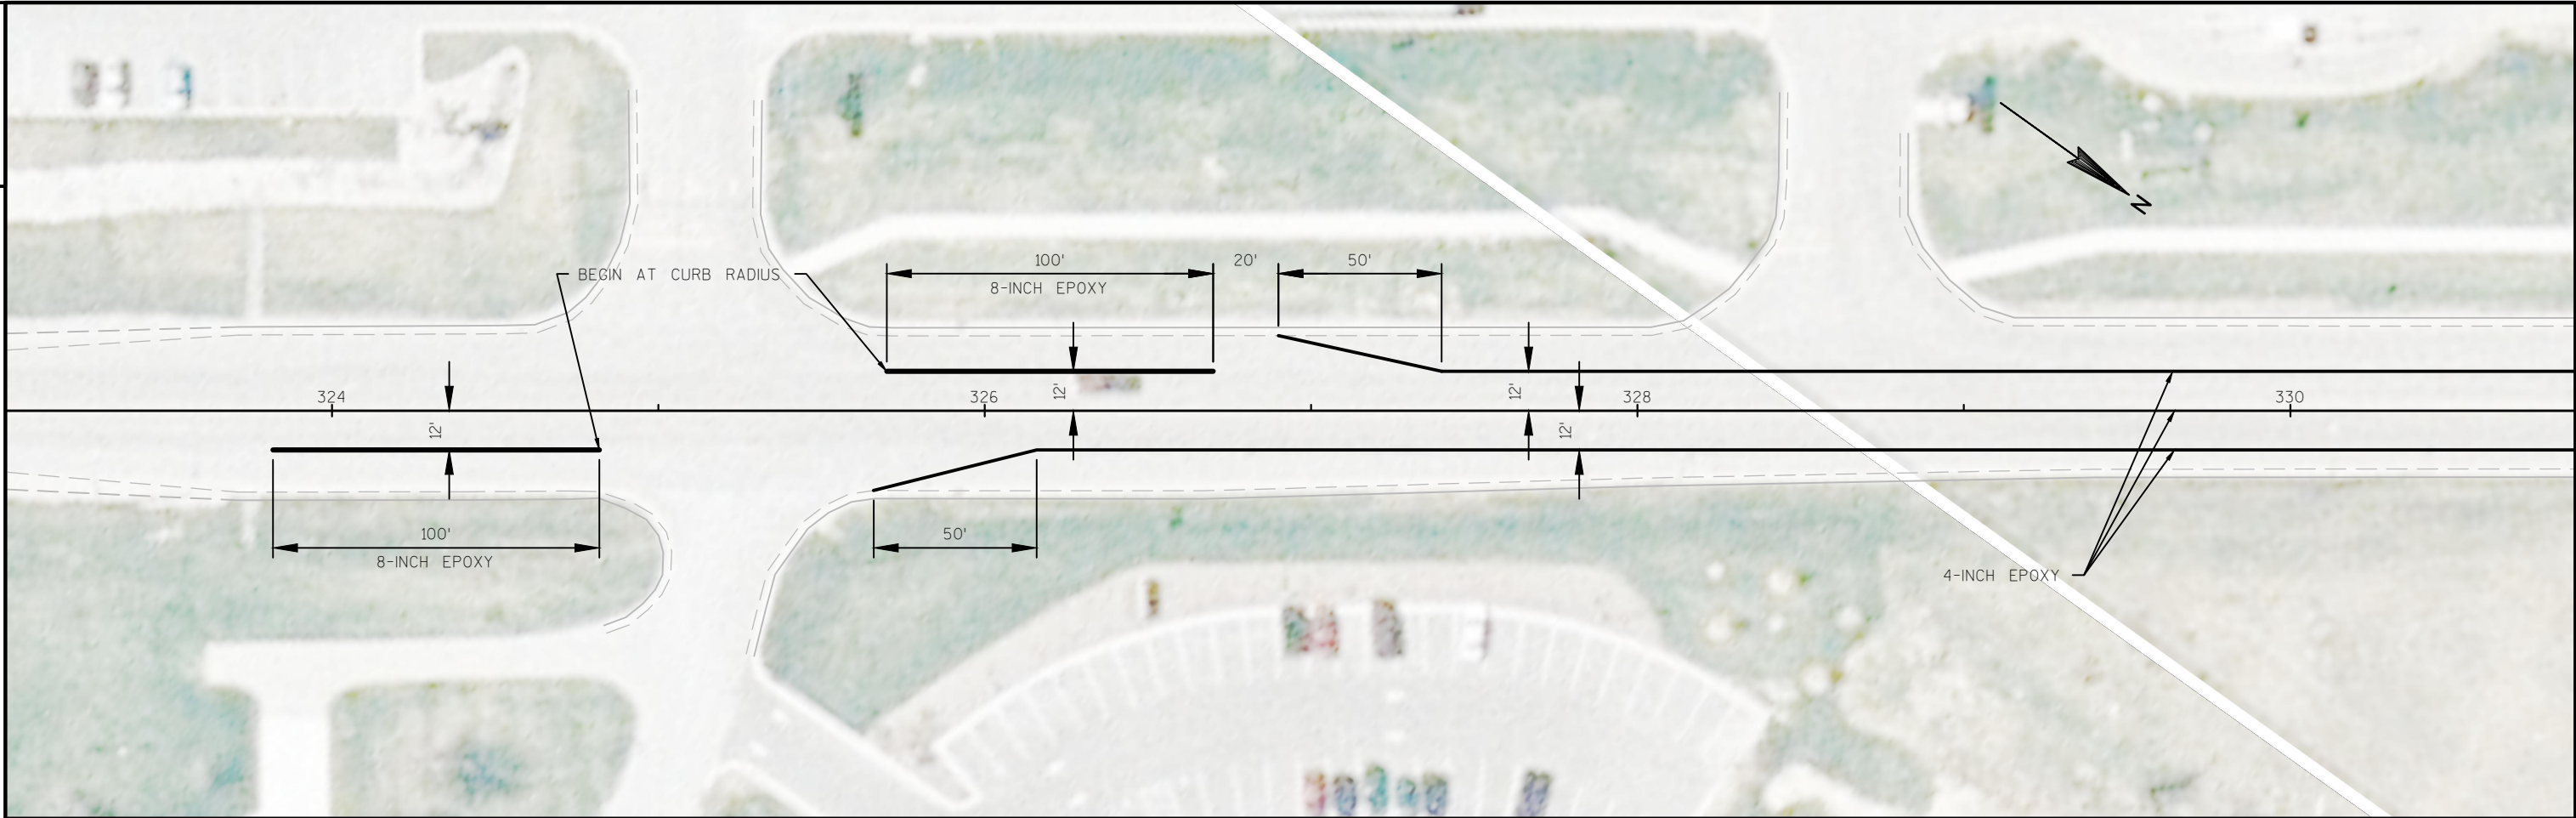 N
BEGIN AT CURB RADIUS
100'
20'
50'
8-INCH EPOXY
324
326
12'
12'
328
330
12'
12'
100'
8-INCH EPOXY
50'
4-INCH EPOXY